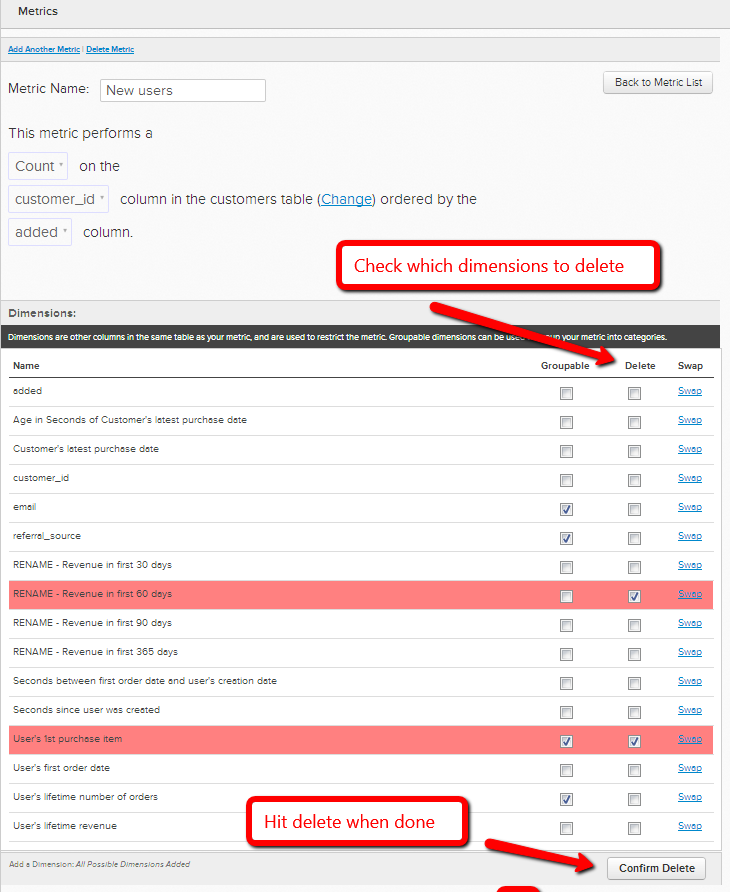 Metrics
Add Another Metric | Delete Metric
Metric Name: New users
Back to Metric List
This metric performs a
Count on the
customer_id column in the customers table (Change) ordered by the
added column.
Check which dimensions to delete
Dimensions:
Dimensions are other columns in the same table as your metric, and are used to restrict the metric. Groupable dimensions can be your metric into categories.
Name Groupable Delete Swap
added Swap
Age in Seconds of Customer's latest purchase date Swap
Customer's latest purchase date Swap
customer_id Swap
email Swap
referral_source Swap
RENAME - Revenue in first 30 days Swap
RENAME - Revenue in first 60 days Swap
RENAME - Revenue in first 90 days Swap
RENAME - Revenue in first 365 days Swap
Seconds between first order date and user's creation date Swap
Seconds since user was created Swap
User's 1st purchase item Swap
User's first order date Swap
User's lifetime number of orders Swap
User's lifetime revenue Swap
Hit delete when done
Add a Dimension: All Possible Dimensions Added
Confirm Delete